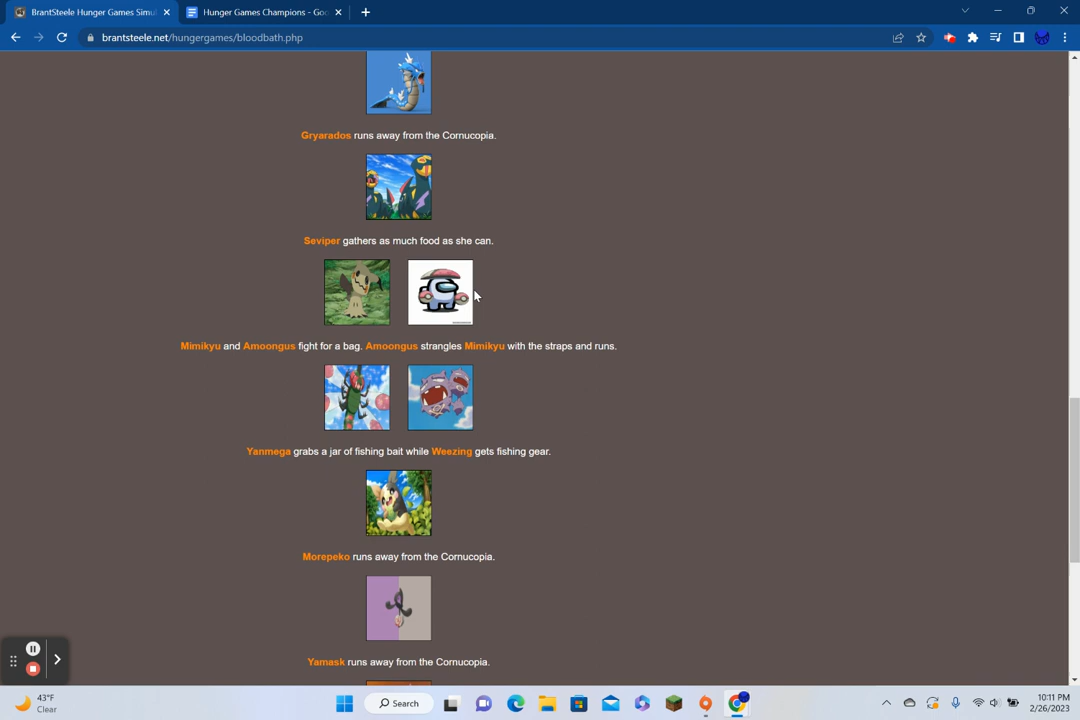 BrantSteele Hunger Games Simul
Hunger Games Champions - Goo
brantsteele.net/hungergames/bloodbath.php
Gryarados runs away from the Cornucopia.
Seviper gathers as much food as she can.
Mimikyu and Amoongus fight for a bag. Amoongus strangles Mimikyu with the straps and runs.
Yanmega grabs a jar of fishing bait while Weezing gets fishing gear.
Morepeko runs away from the Cornucopia.
Yamask runs away from the Cornucopia.
43°F
Clear
Search
10:11 PM
2/26/2023